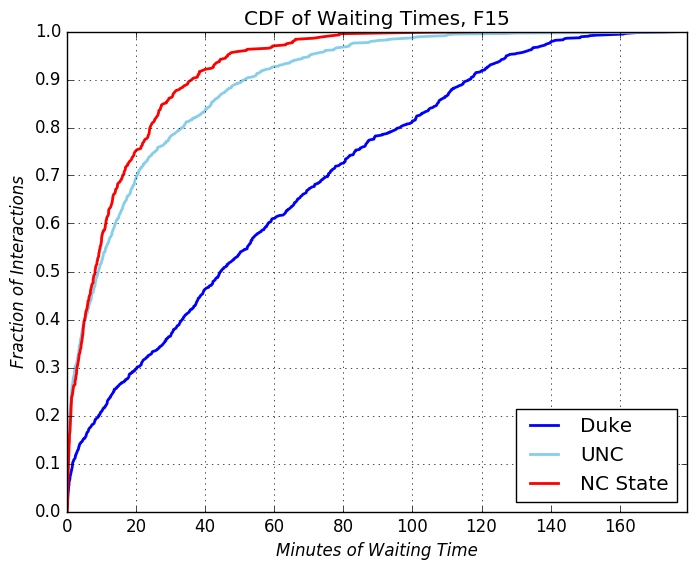 CDF of Waiting Times, F15
1.0
0.9
0.8
0.7
0.6
0.5
0.4
0.3
0.2
0.1
0.0
Fraction of Interactions
Duke
UNC
NC State
0 20 40 60 80 100 120 140 160
Minutes of Waiting Time